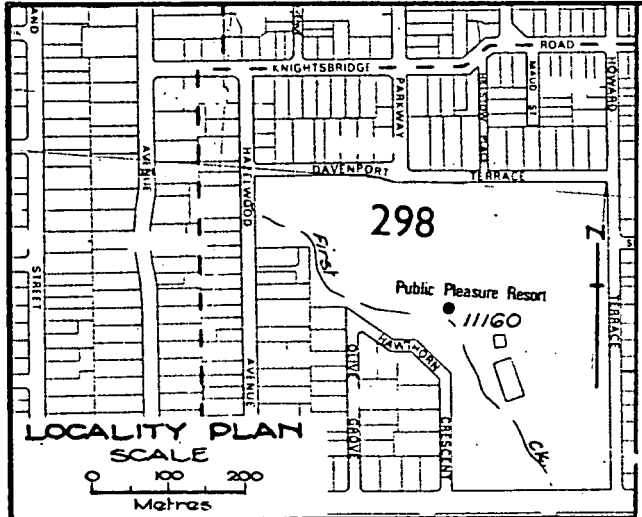 AND
STREET
AVENUE
HAZELWOOD
AVENUE
KNIGHTSBRIDGE
ROAD
PARKWAY
MAUD ST
HOWARD
TERRACE
DAVENPORT
TERRACE
298
N
First
Ck.
Public Pleasure Resort
11160
HAWTHORN
CRESCENT
OLIVE
GROVE
LOCALITY PLAN
SCALE
0 100 200
Metres